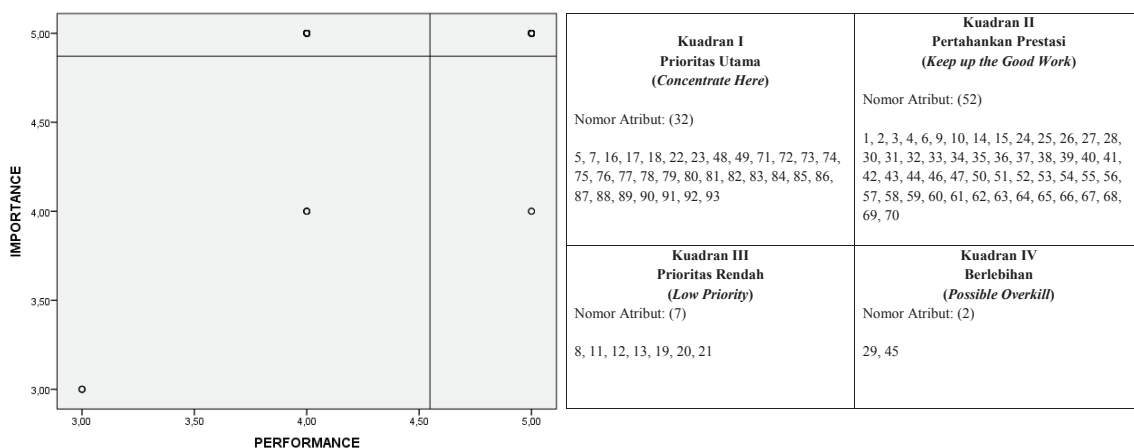 5,00
4,50
4,00
3,50
3,00
IMPORTANCE
3,00
3,50
4,00
4,50
5,00
PERFORMANCE
Kuadran I
Prioritas Utama
(Concentrate Here)
Nomor Atribut: (32)
5, 7, 16, 17, 18, 22, 23, 48, 49, 71, 72, 73, 74,
75, 76, 77, 78, 79, 80, 81, 82, 83, 84, 85, 86,
87, 88, 89, 90, 91, 92, 93
Kuadran II
Pertahankan Prestasi
(Keep up the Good Work)
Nomor Atribut: (52)
1, 2, 3, 4, 6, 9, 10, 14, 15, 24, 25, 26, 27, 28,
30, 31, 32, 33, 34, 35, 36, 37, 38, 39, 40, 41,
42, 43, 44, 46, 47, 50, 51, 52, 53, 54, 55, 56,
57, 58, 59, 60, 61, 62, 63, 64, 65, 66, 67, 68,
69, 70
Kuadran III
Prioritas Rendah
(Low Priority)
Nomor Atribut: (7)
8, 11, 12, 13, 19, 20, 21
Kuadran IV
Berlebihan
(Possible Overkill)
Nomor Atribut: (2)
29, 45